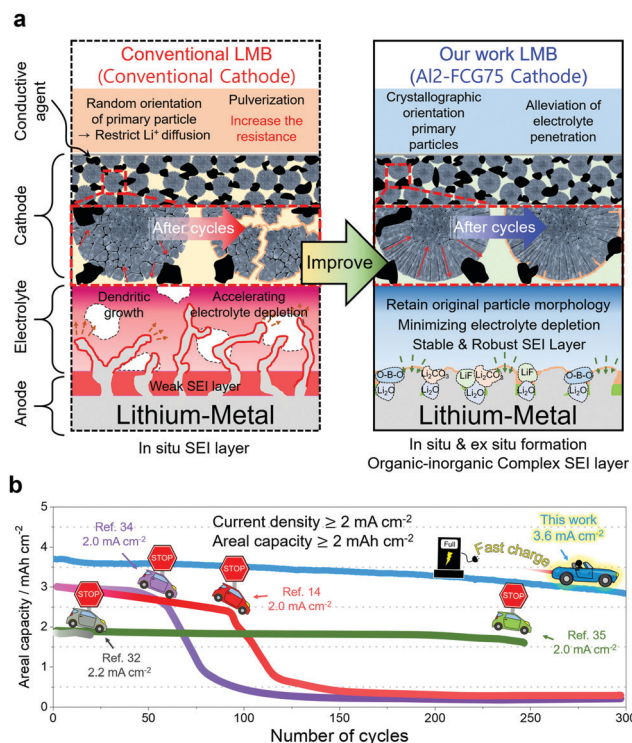 a
Conventional LMB
(Conventional Cathode)
Our work LMB
(Al2-FCG75 Cathode)
Conductive
agent
Random orientation
of primary particle
→ Restrict Li⁺ diffusion
Pulverization
Increase the
resistance
Crystallographic
orientation
primary
particles
Alleviation of
electrolyte
penetration
Cathode
After cycles
After cycles
Improve
Electrolyte
Dendritic
growth
Accelerating
electrolyte depletion
Retain original particle morphology
Minimizing electrolyte depletion
Stable & Robust SEI Layer
Anode
Weak SEI layer
O-B-O
Li₂O
Li₂CO₃
LiF
Li₂CO₃
Li₂O
LiF
Li₂O
O-B-O
Li₂O
Lithium-Metal
Lithium-Metal
In situ SEI layer
In situ & ex situ formation
Organic-inorganic Complex SEI layer
b
Areal capacity / mAh cm⁻²
5
4
3
2
1
0
Ref. 34
2.0 mA cm⁻²
Current density ≥ 2 mA cm⁻²
Areal capacity ≥ 2 mAh cm⁻²
Full
Fast charge
This work
3.6 mA cm⁻²
STOP
STOP
STOP
STOP
Ref. 14
2.0 mA cm⁻²
Ref. 32
2.2 mA cm⁻²
Ref. 35
2.0 mA cm⁻²
0
50
100
150
200
250
300
Number of cycles